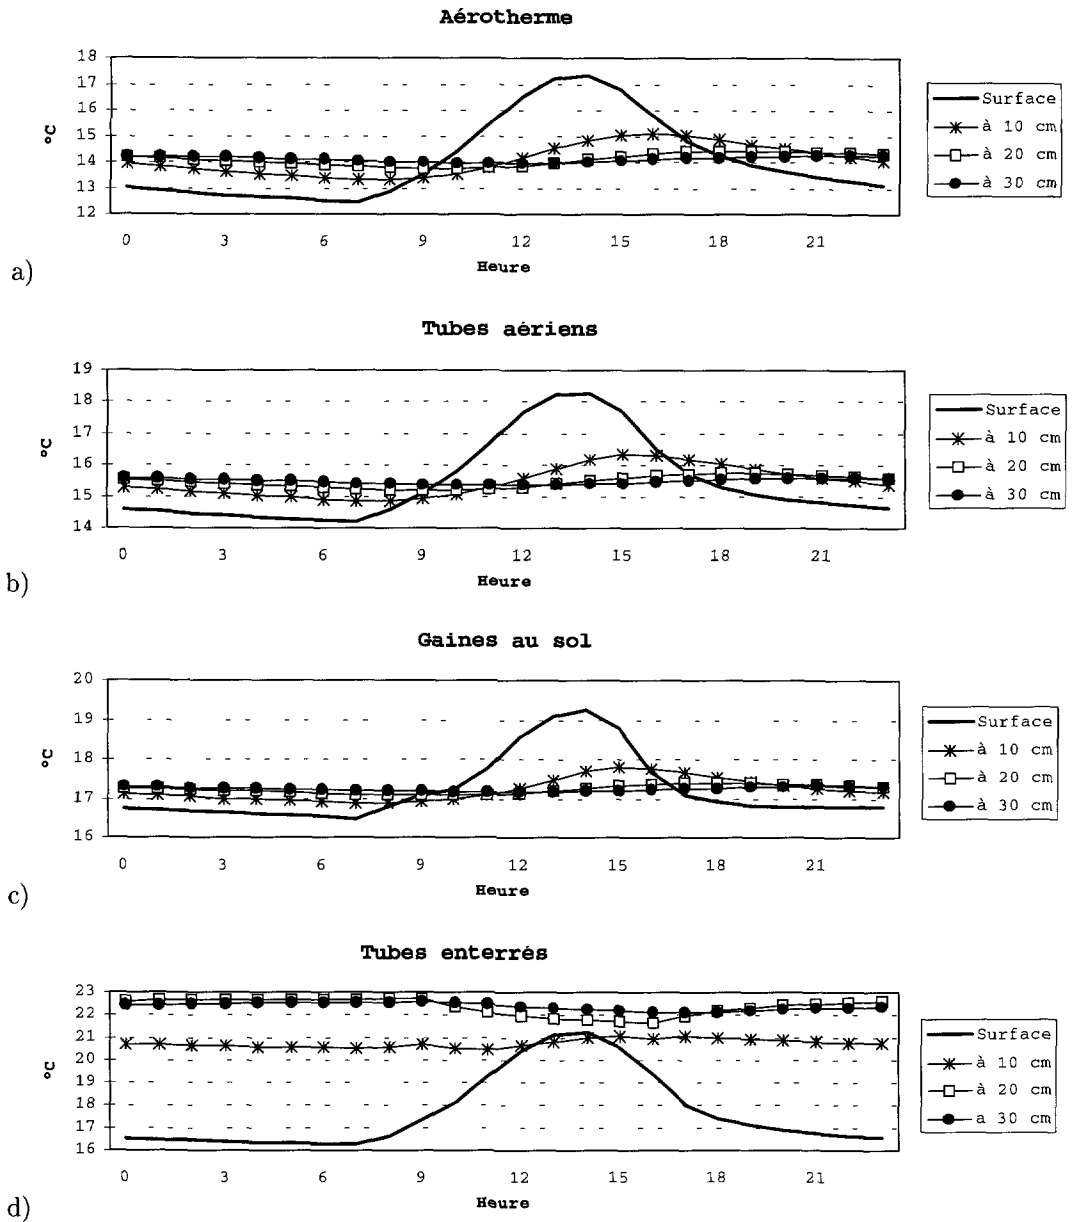 Aérotherme
18
17
16
15
14
13
12
°C
0 3 6 9 12 15 18 21
Heure
Surface
à 10 cm
à 20 cm
à 30 cm
a)
Tubes aériens
19
18
17
16
15
14
°C
0 3 6 9 12 15 18 21
Heure
Surface
à 10 cm
à 20 cm
à 30 cm
b)
Gaines au sol
20
19
18
17
16
°C
0 3 6 9 12 15 18 21
Heure
Surface
à 10 cm
à 20 cm
à 30 cm
c)
Tubes enterrés
23
22
21
20
19
18
17
16
°C
0 3 6 9 12 15 18 21
Heure
Surface
à 10 cm
à 20 cm
a 30 cm
d)